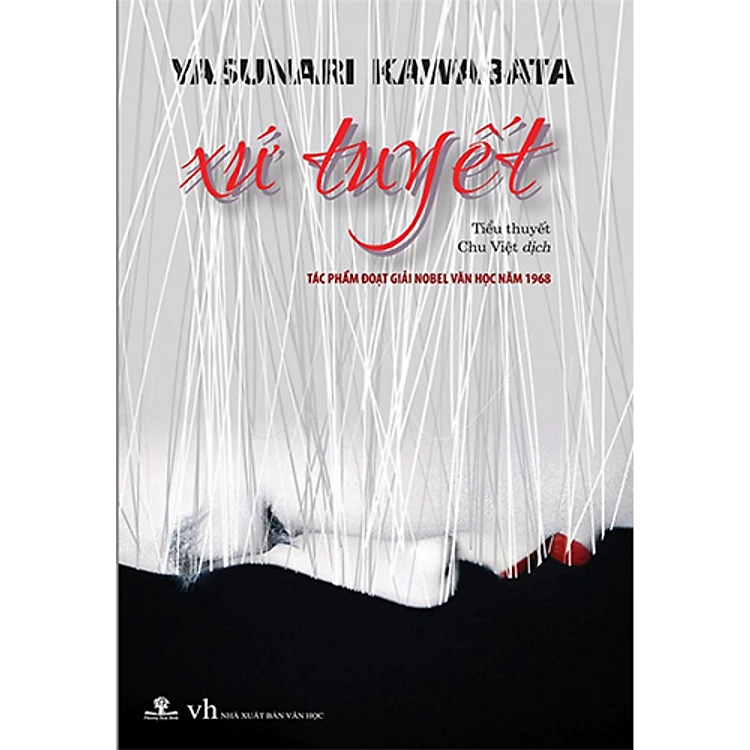 YASUNARI KAWABATA
xứ tuyết
Tiểu thuyết
Chu Việt dịch
TÁC PHẨM ĐOẠT GIẢI NOBEL VĂN HỌC NĂM 1968
vh NHÀ XUẤT BẢN VĂN HỌC